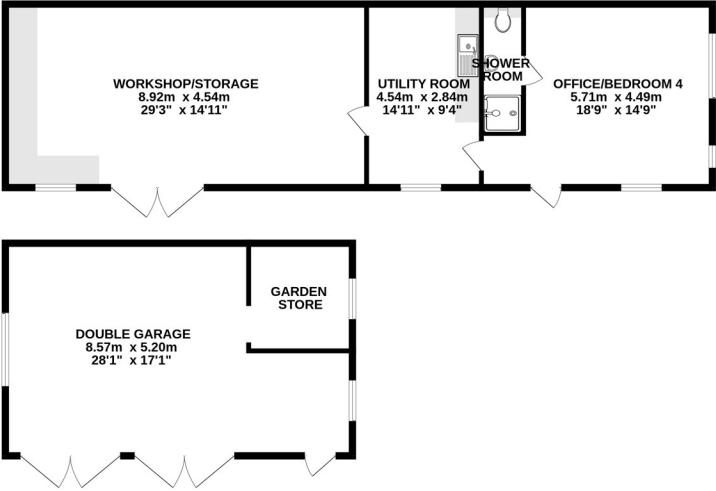 WORKSHOP/STORAGE
8.92m x 4.54m
29'3" x 14'11"
UTILITY ROOM
4.54m x 2.84m
14'11" x 9'4"
SHOWER
ROOM
OFFICE/BEDROOM 4
5.71m x 4.49m
18'9" x 14'9"
DOUBLE GARAGE
8.57m x 5.20m
28'1" x 17'1"
GARDEN
STORE